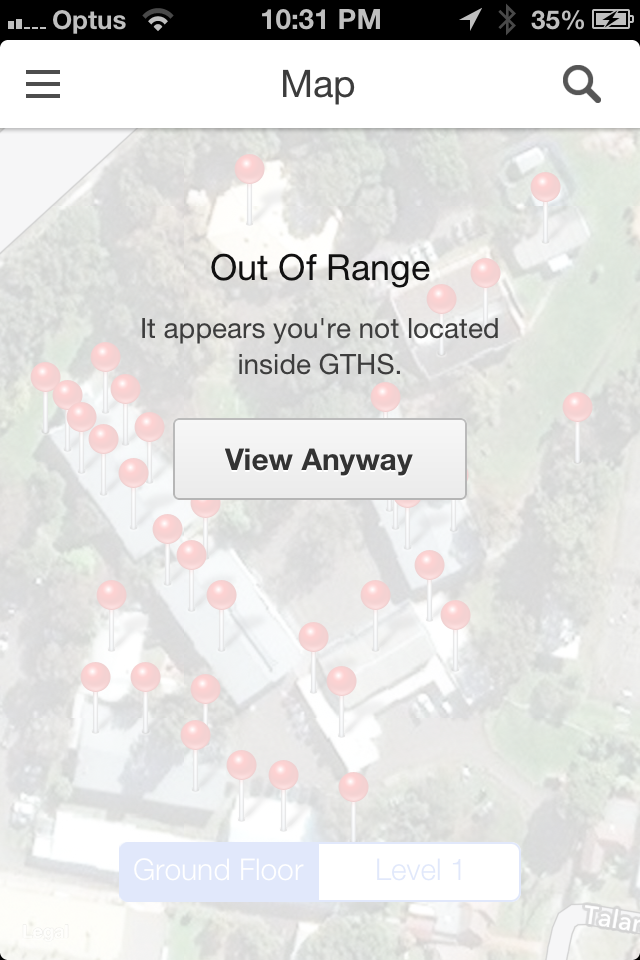 Optus 10:31 PM 35%
Map
Out Of Range
It appears you're not located
inside GTHS.
View Anyway
Ground Floor Level 1
Legal
Talar